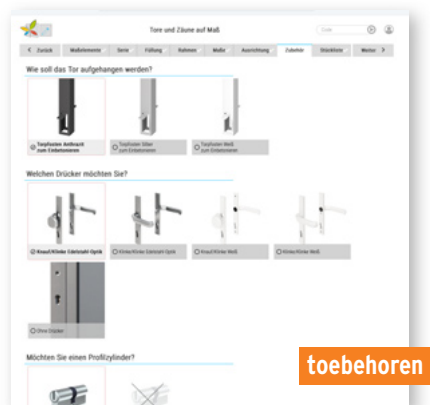 Tore und Zäune auf Maß
Code
Zurück Maßelemente Serie Füllung Rahmen Maße Ausrichtung Zubehör Stückliste Weiter
Wie soll das Tor aufgehangen werden?
Torpfosten Anthrazit zum Einbetonieren
Torpfosten Silber zum Einbetonieren
Torpfosten Weiß zum Einbetonieren
Welchen Drücker möchten Sie?
Knauf/Klinke Edelstahl-Optik
Klinke/Klinke Edelstahl-Optik
Knauf/Klinke Weiß
Klinke/Klinke Weiß
Ohne Drücker
Möchten Sie einen Profilzylinder?
toebehoren